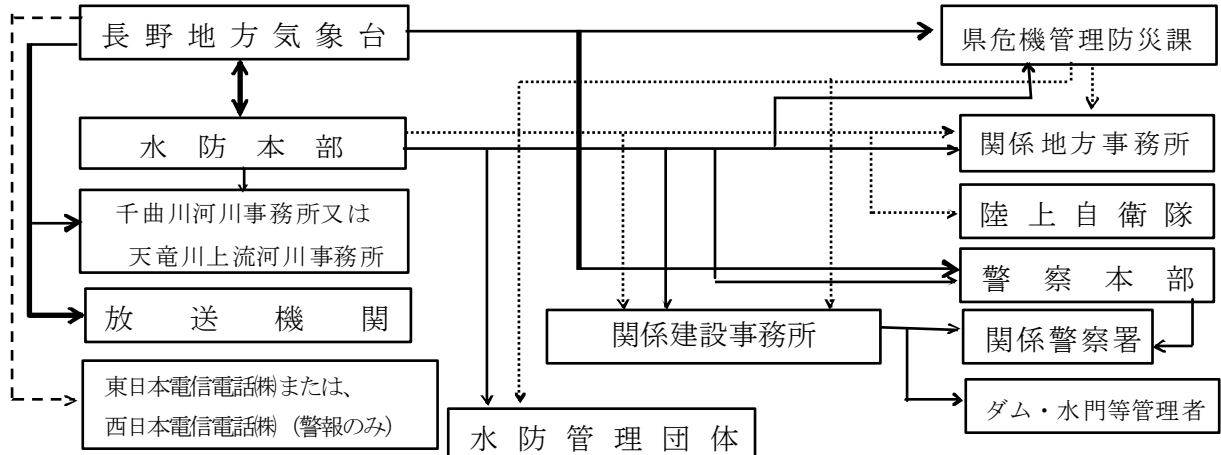 長野地方気象台
県危機管理防災課
水防本部
関係地方事務所
千曲川河川事務所又は
天竜川上流河川事務所
陸上自衛隊
警察本部
放送機関
関係建設事務所
関係警察署
東日本電信電話㈱または、
西日本電信電話㈱（警報のみ）
ダム・水門等管理者
水防管理団体